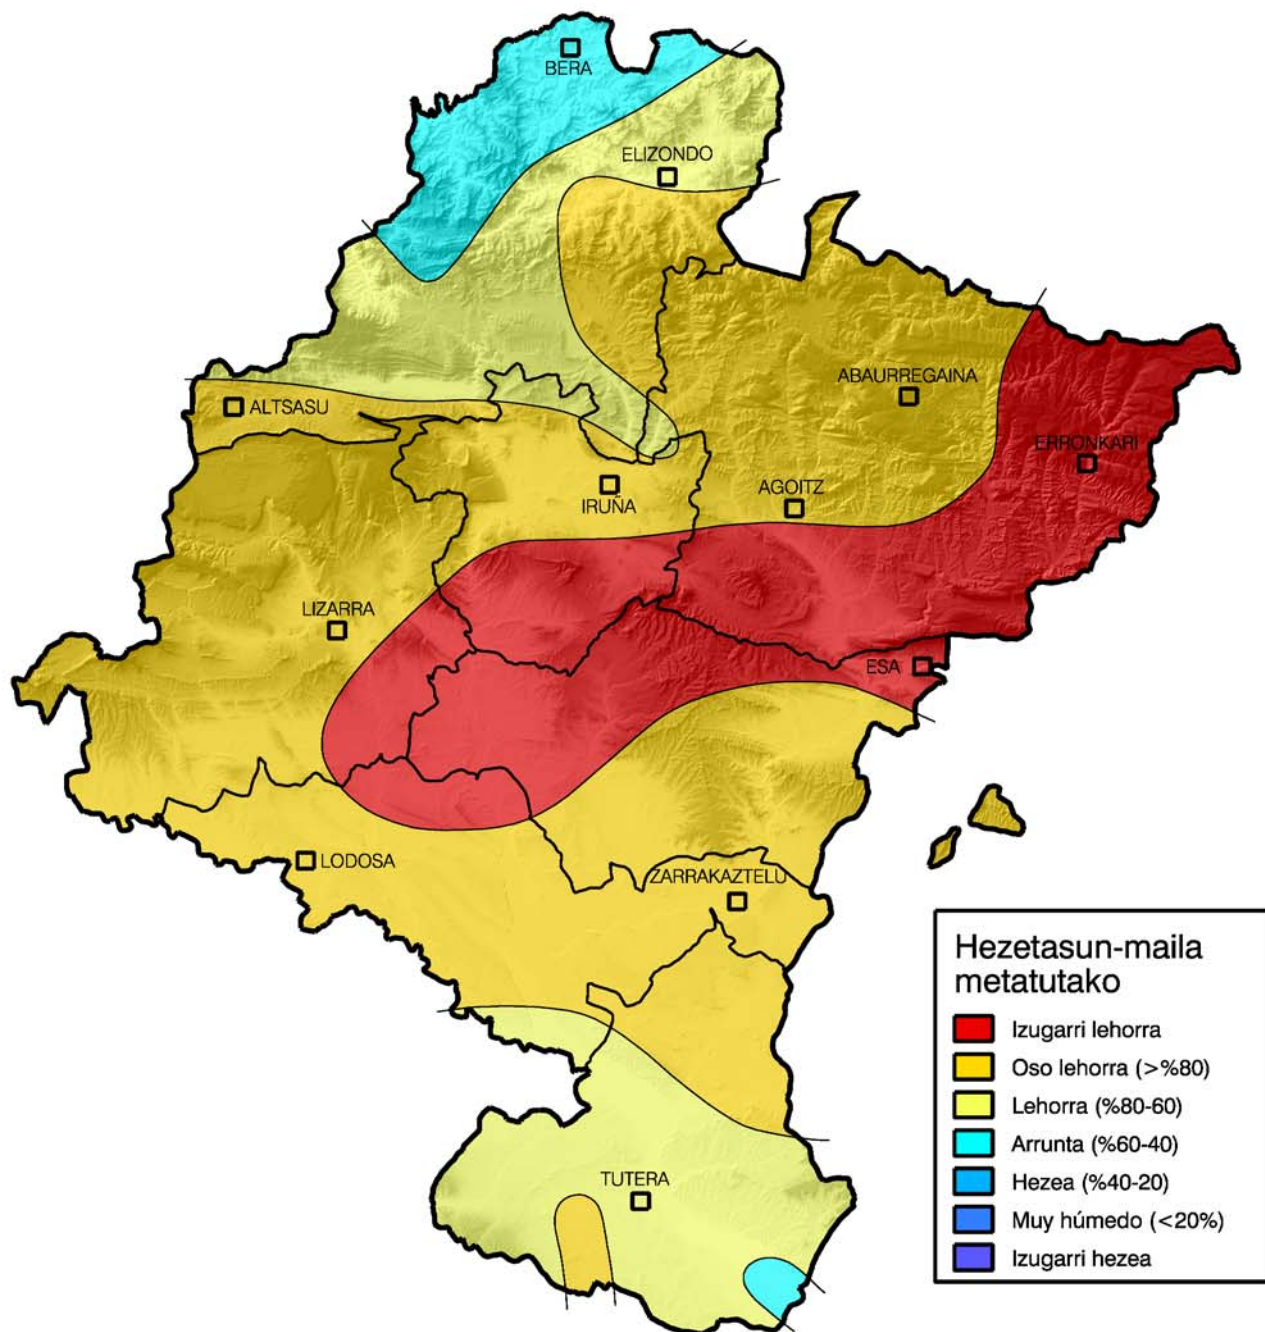 BERA
ELIZONDO
ABAURREGAINA
ALTSASU
ERRONKARI
IRUÑA
AGOITZ
LIZARRA
ESA
LODOSA
ZARRAKAZTELU
TUTERA
Hezetasun-maila
metatutako
Izugarri lehorra
Oso lehorra (>%80)
Lehorra (%80-60)
Arrunta (%60-40)
Hezea (%40-20)
Muy húmedo (<20%)
Izugarri hezea